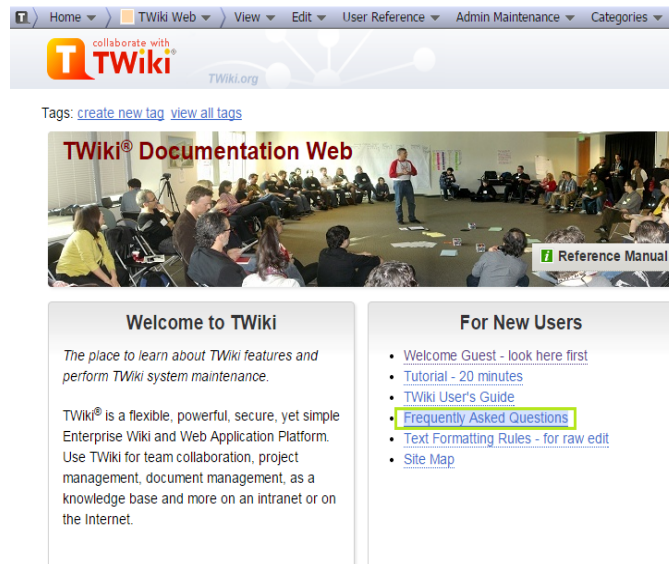 T Home TWiki Web View Edit User Reference Admin Maintenance Categories
collaborate with
T TWiki®
TWiki.org
Tags: create new tag view all tags
TWiki® Documentation Web
i Reference Manual
Welcome to TWiki
The place to learn about TWiki features and
perform TWiki system maintenance.
TWiki® is a flexible, powerful, secure, yet simple
Enterprise Wiki and Web Application Platform.
Use TWiki for team collaboration, project
management, document management, as a
knowledge base and more on an intranet or on
the Internet.
For New Users
• Welcome Guest - look here first
• Tutorial - 20 minutes
• TWiki User's Guide
• Frequently Asked Questions
• Text Formatting Rules - for raw edit
• Site Map